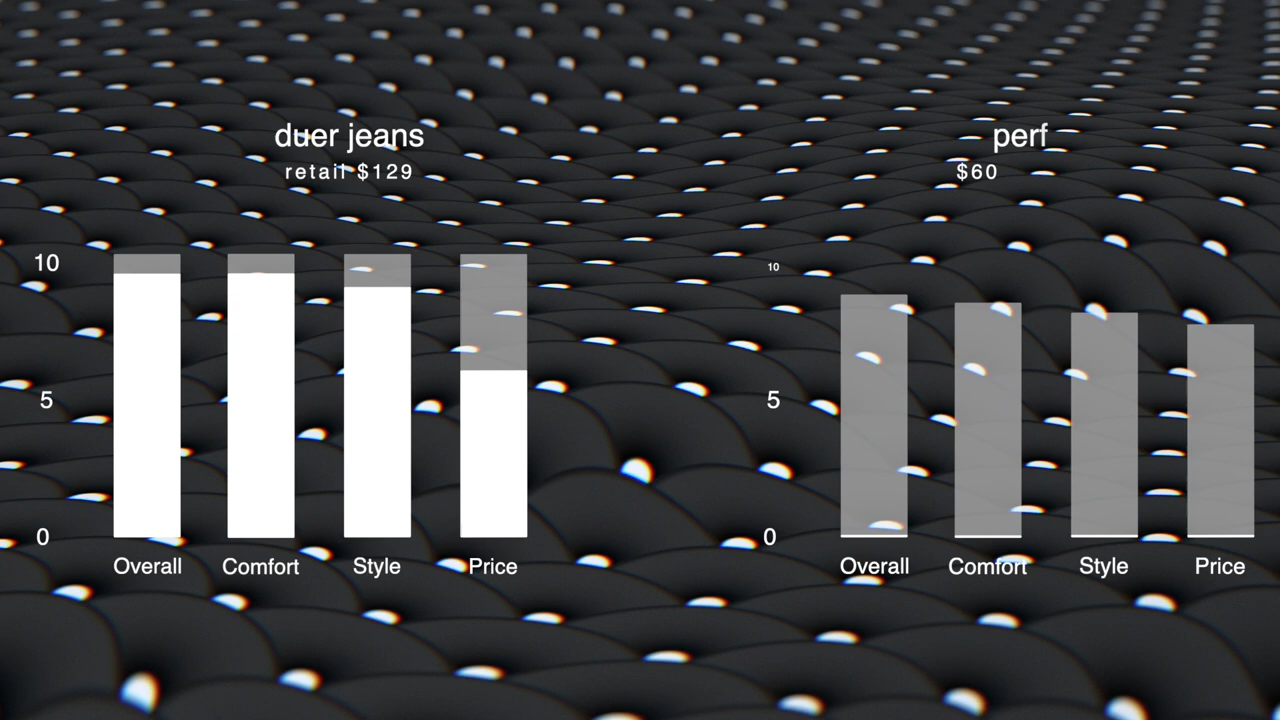 duer jeans
retail $129
10
5
0
Overall Comfort Style Price
perf
$60
10
5
0
Overall Comfort Style Price